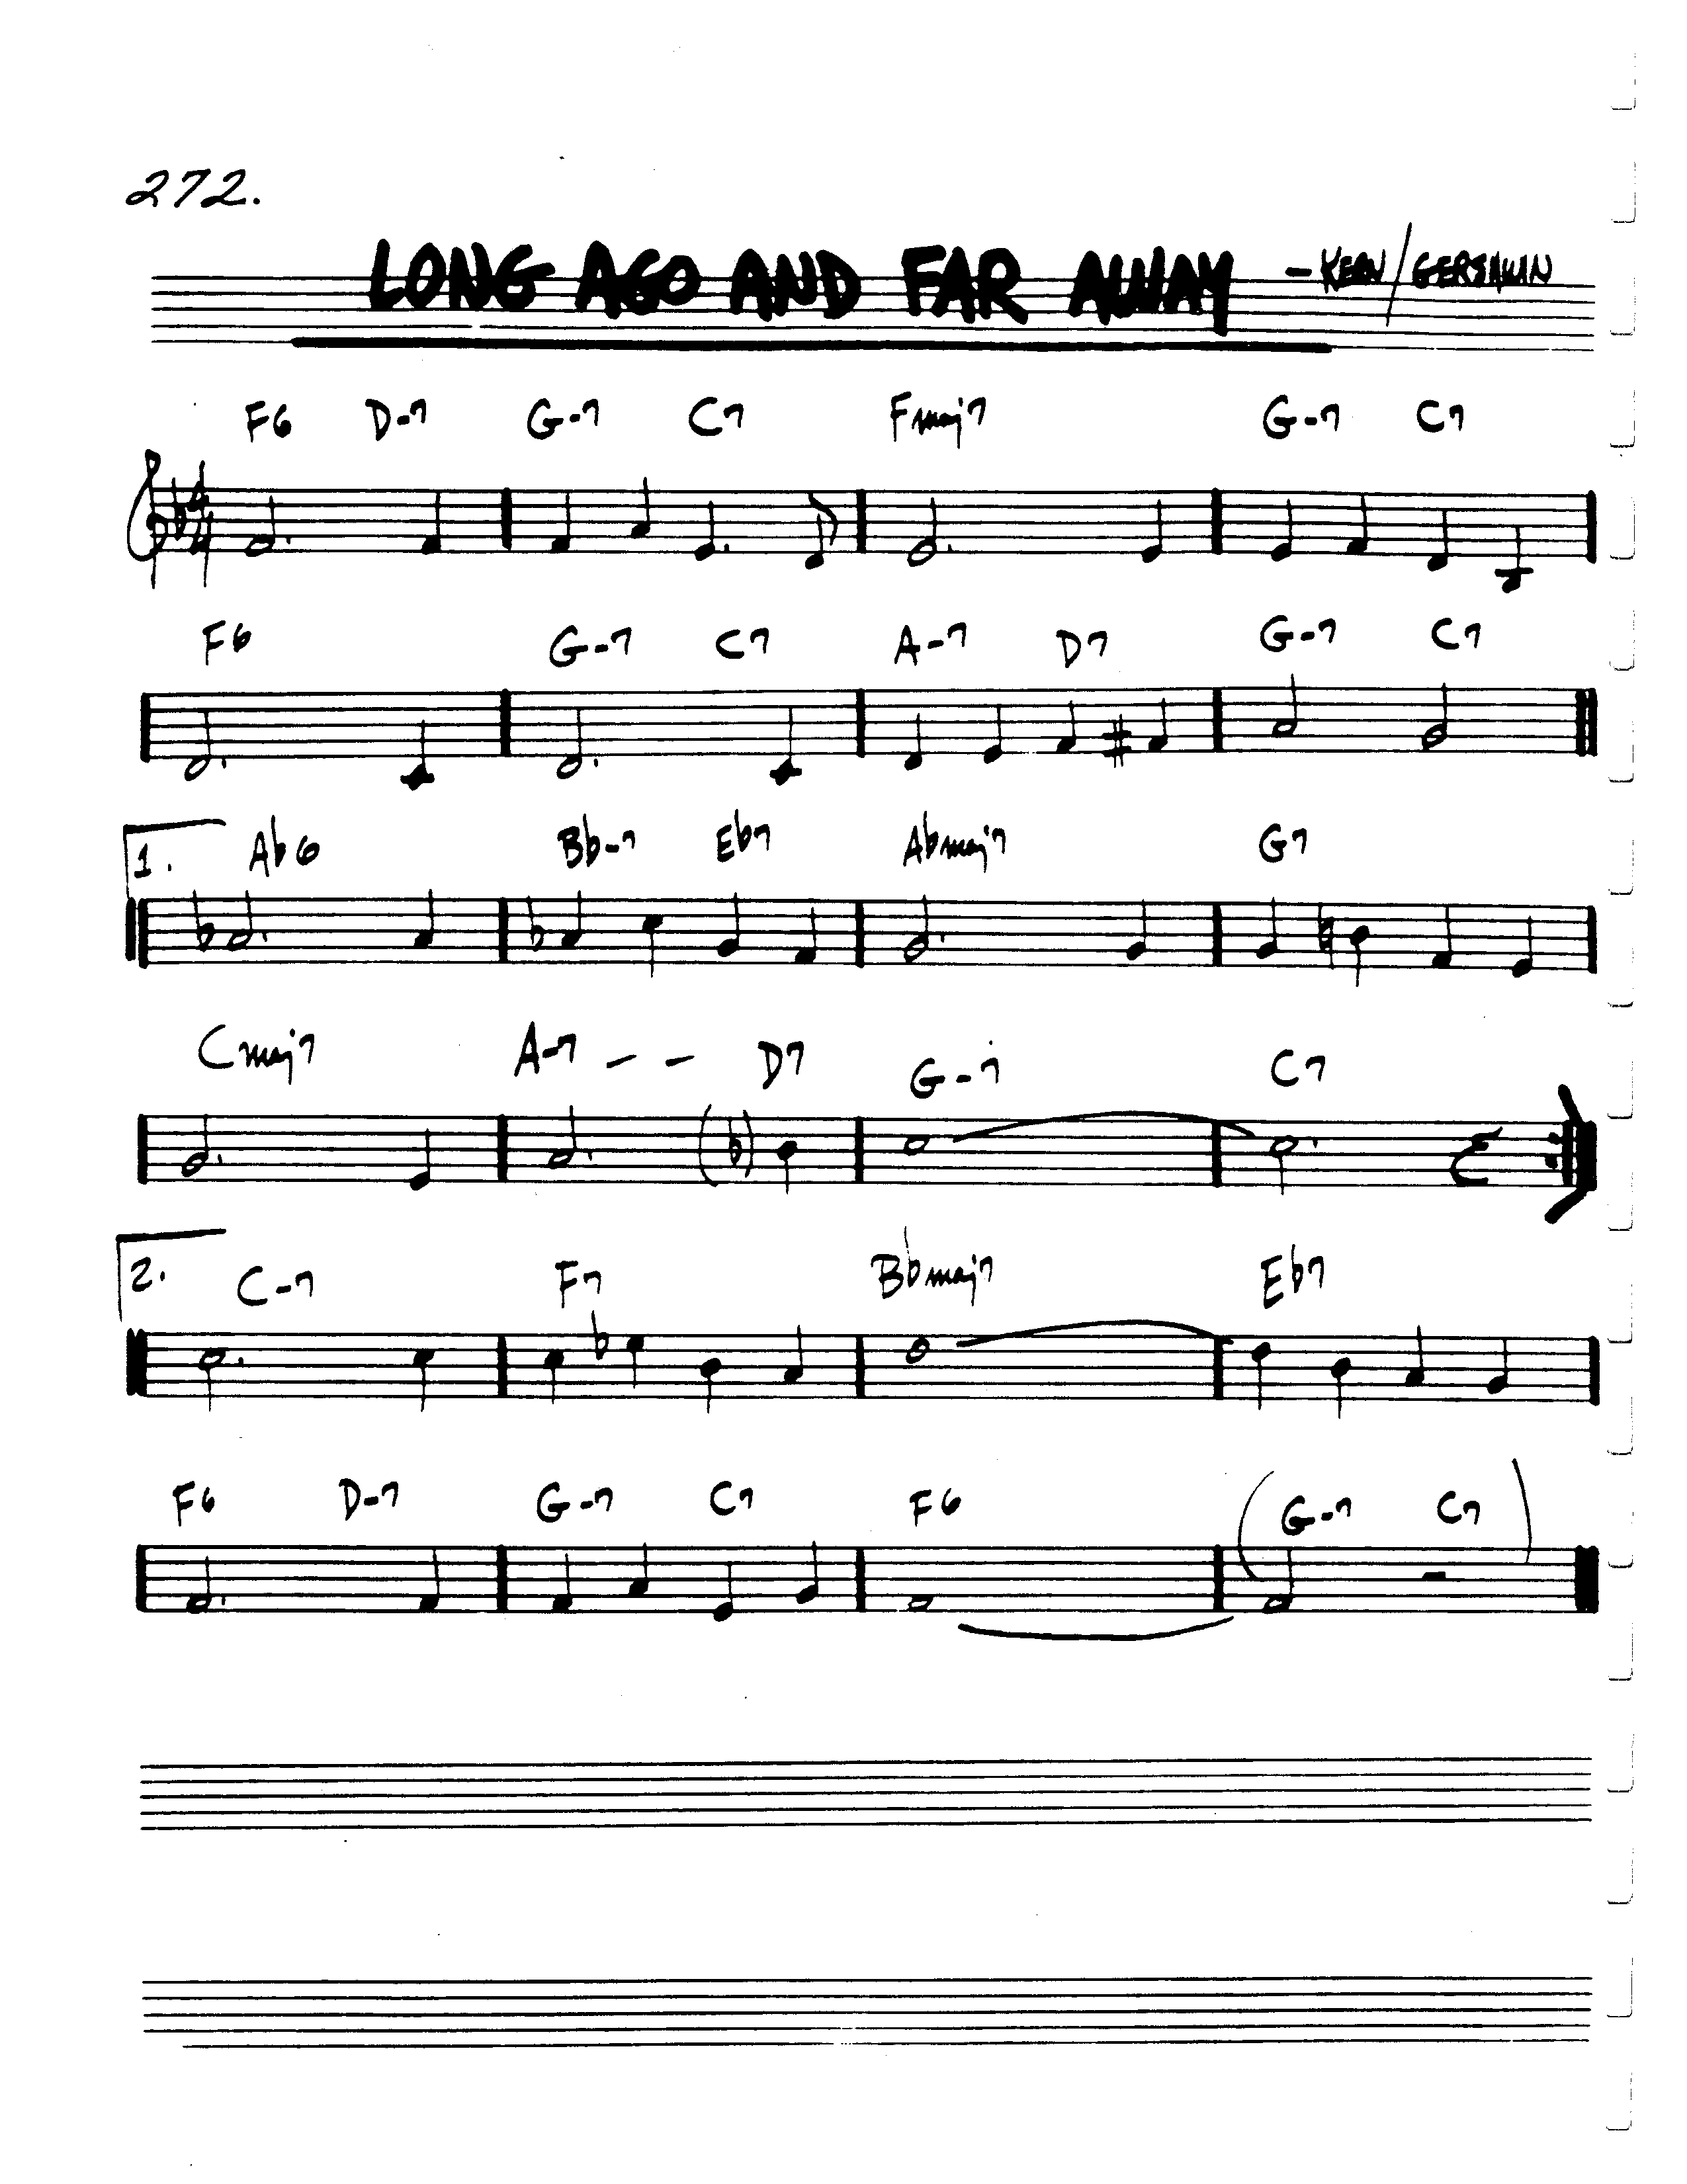 272.
LONG AGO AND FAR AWAY - KERN/GERSHWIN
F6 D-7 G-7 C7 Fmaj7 G-7 C7
4
4
F6 G-7 C7 A-7 D7 G-7 C7
1. Ab6 Bb-7 Eb7 Abmaj7 G7
Cmaj7 A-7 - - D7 G-7 C7
2. C-7 F7 Bbmaj7 Eb7
F6 D-7 G-7 C7 F6 (G-7 C7)